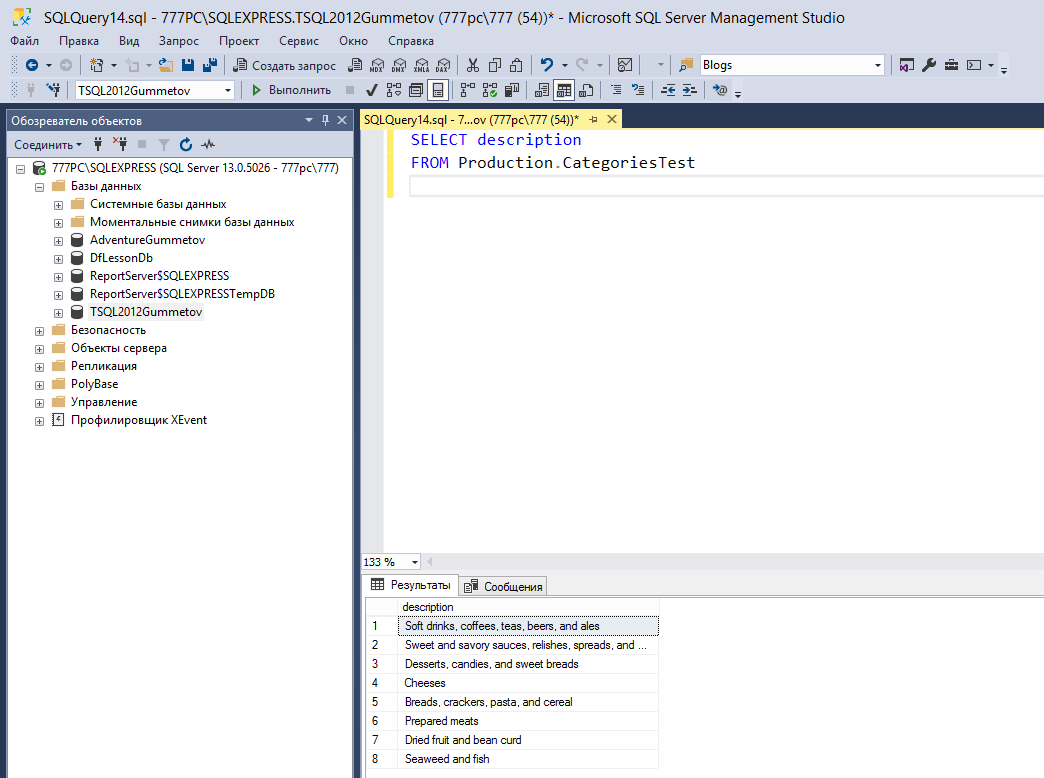 SQLQuery14.sql - 777PC\SQLEXPRESS.TSQL2012Gummetov (777pc\777 (54))* - Microsoft SQL Server Management Studio
Файл Правка Вид Запрос Проект Сервис Окно Справка
Создать запрос MDX DMX XMLA DAX Blogs
TSQL2012Gummetov Выполнить
Обозреватель объектов
SQLQuery14.sql - 7...ov (777pc\777 (54))*
Соединить
777PC\SQLEXPRESS (SQL Server 13.0.5026 - 777pc\777)
Базы данных
Системные базы данных
Моментальные снимки базы данных
AdventureGummetov
DfLessonDb
ReportServer$SQLEXPRESS
ReportServer$SQLEXPRESSTempDB
TSQL2012Gummetov
Безопасность
Объекты сервера
Репликация
PolyBase
Управление
Профилировщик XEvent
SELECT description
FROM Production.CategoriesTest
133 %
Результаты Сообщения
description
1 Soft drinks, coffees, teas, beers, and ales
2 Sweet and savory sauces, relishes, spreads, and ...
3 Desserts, candies, and sweet breads
4 Cheeses
5 Breads, crackers, pasta, and cereal
6 Prepared meats
7 Dried fruit and bean curd
8 Seaweed and fish